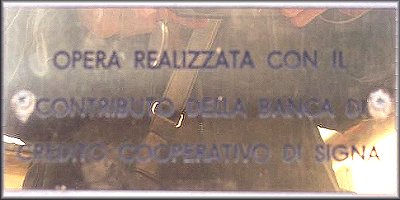 OPERA REALIZZATA CON IL
CONTRIBUTO DELLA BANCA DI
CREDITO COOPERATIVO DI SIGNA